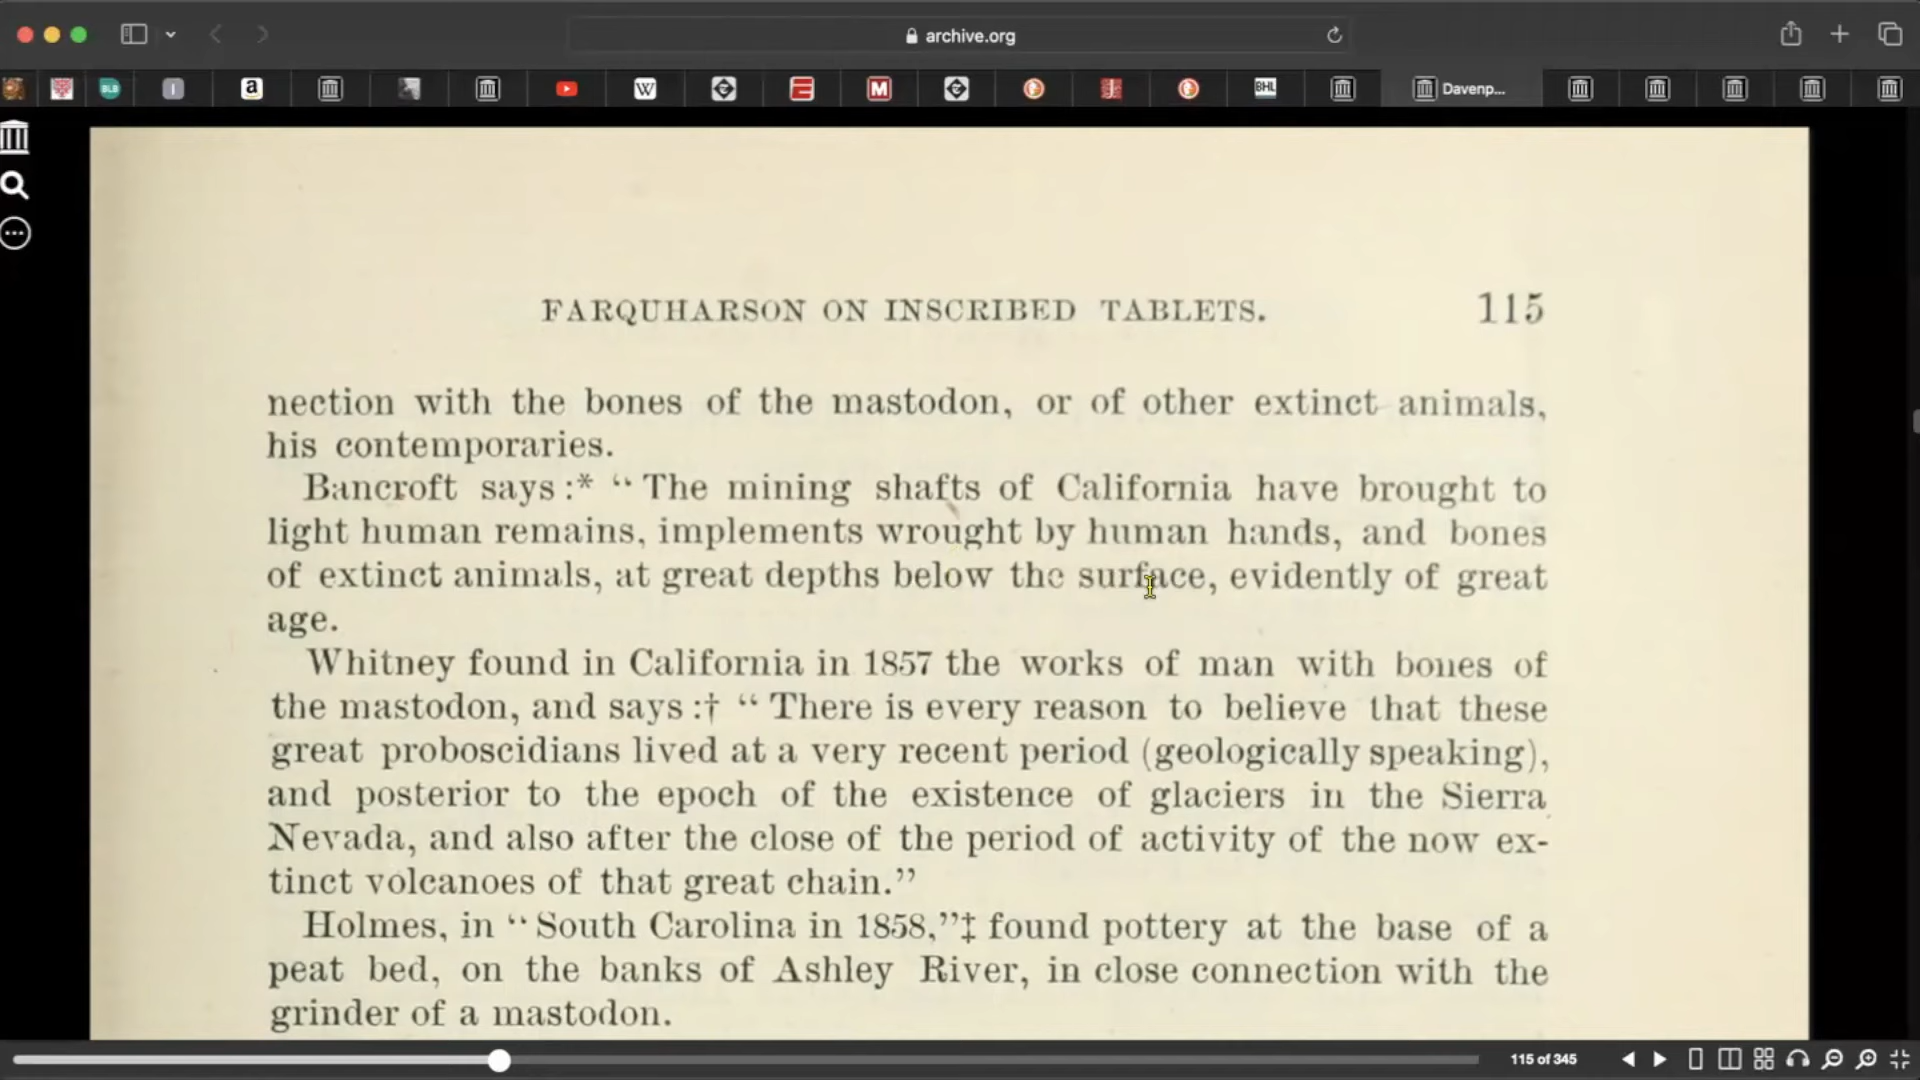 archive.org
BLB
a
W
M
BHL
Davenp...
FARQUHARSON ON INSCRIBED TABLETS. 115
nection with the bones of the mastodon, or of other extinct animals,
his contemporaries.
Bancroft says :* “ The mining shafts of California have brought to
light human remains, implements wrought by human hands, and bones
of extinct animals, at great depths below the surface, evidently of great
age.
Whitney found in California in 1857 the works of man with bones of
the mastodon, and says :† “ There is every reason to believe that these
great proboscidians lived at a very recent period (geologically speaking),
and posterior to the epoch of the existence of glaciers in the Sierra
Nevada, and also after the close of the period of activity of the now ex-
tinct volcanoes of that great chain.”
Holmes, in “ South Carolina in 1858,”‡ found pottery at the base of a
peat bed, on the banks of Ashley River, in close connection with the
grinder of a mastodon.
115 of 345